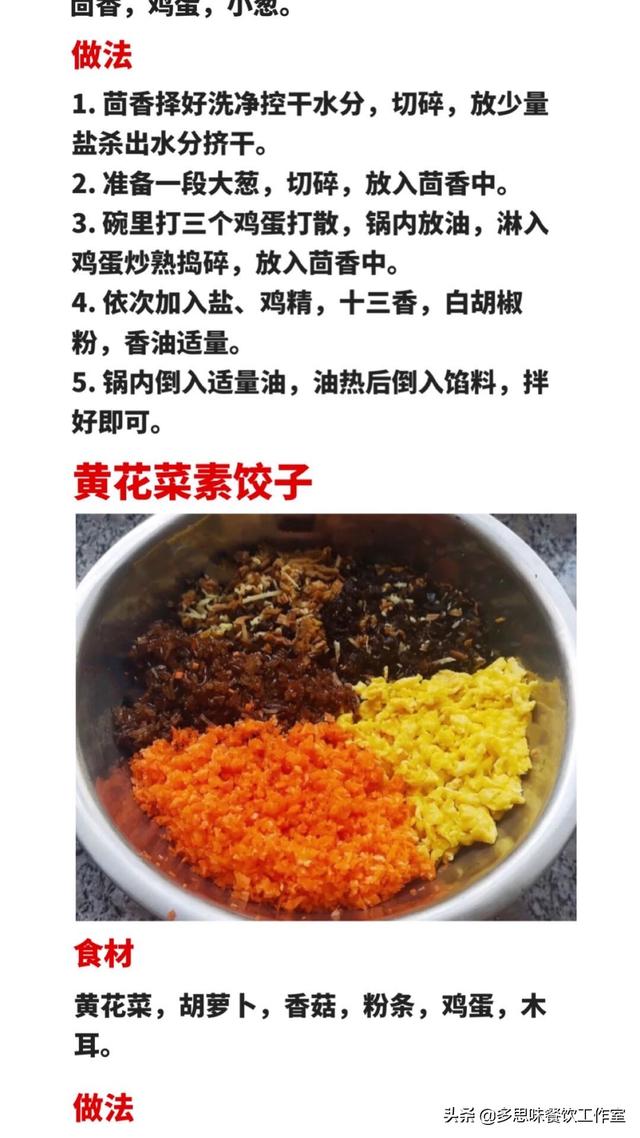 茴香，鸡蛋，小葱。
做法
1. 茴香择好洗净控干水分，切碎，放少量
盐杀出水分挤干。
2. 准备一段大葱，切碎，放入茴香中。
3. 碗里打三个鸡蛋打散，锅内放油，淋入
鸡蛋炒熟捣碎，放入茴香中。
4. 依次加入盐、鸡精，十三香，白胡椒
粉，香油适量。
5. 锅内倒入适量油，油热后倒入馅料，拌
好即可。
黄花菜素饺子
食材
黄花菜，胡萝卜，香菇，粉条，鸡蛋，木
耳。
做法
头条 @多思味餐饮工作室